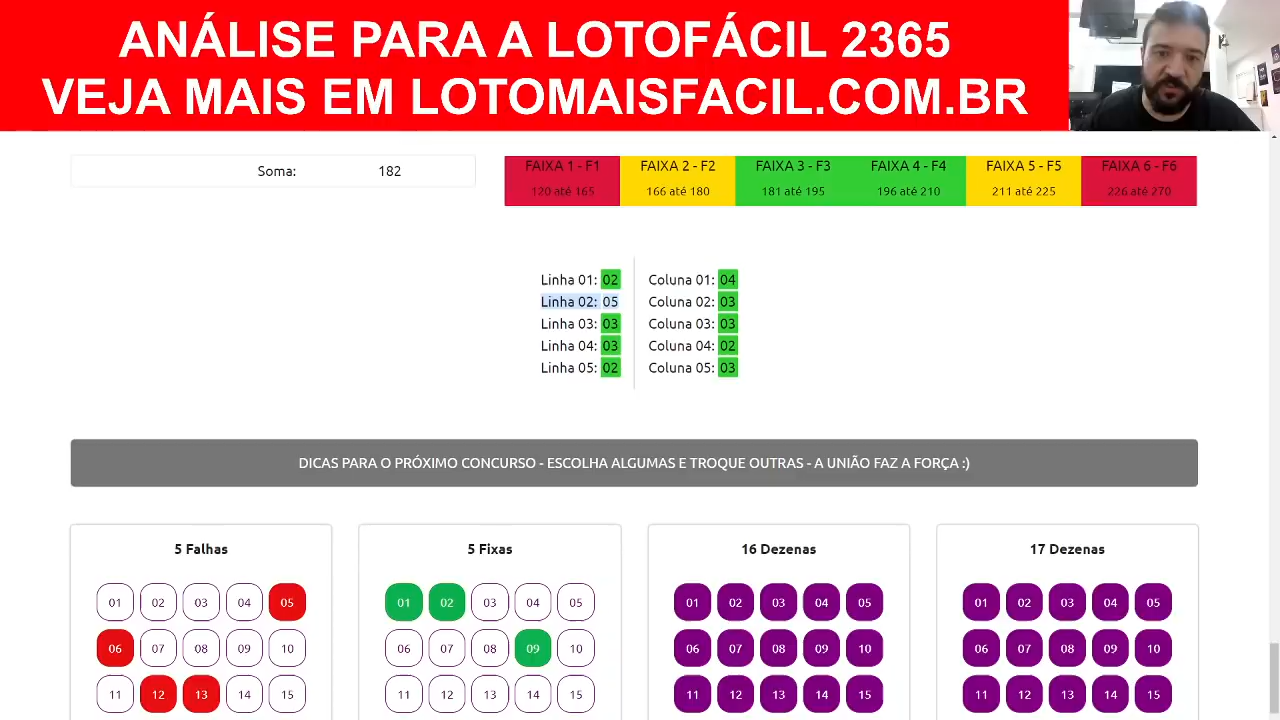 ANÁLISE PARA A LOTOFÁCIL 2365
VEJA MAIS EM LOTOMAISFACIL.COM.BR
Soma: 182
FAIXA 1 - F1 FAIXA 2 - F2 FAIXA 3 - F3 FAIXA 4 - F4 FAIXA 5 - F5 FAIXA 6 - F6
120 até 165 166 até 180 181 até 195 196 até 210 211 até 225 226 até 270
Linha 01: 02 Coluna 01: 04
Linha 02: 05 Coluna 02: 03
Linha 03: 03 Coluna 03: 03
Linha 04: 03 Coluna 04: 02
Linha 05: 02 Coluna 05: 03
DICAS PARA O PRÓXIMO CONCURSO - ESCOLHA ALGUMAS E TROQUE OUTRAS - A UNIÃO FAZ A FORÇA :)
5 Falhas 5 Fixas 16 Dezenas 17 Dezenas
01 02 03 04 05 01 02 03 04 05 01 02 03 04 05 01 02 03 04 05
06 07 08 09 10 06 07 08 09 10 06 07 08 09 10 06 07 08 09 10
11 12 13 14 15 11 12 13 14 15 11 12 13 14 15 11 12 13 14 15